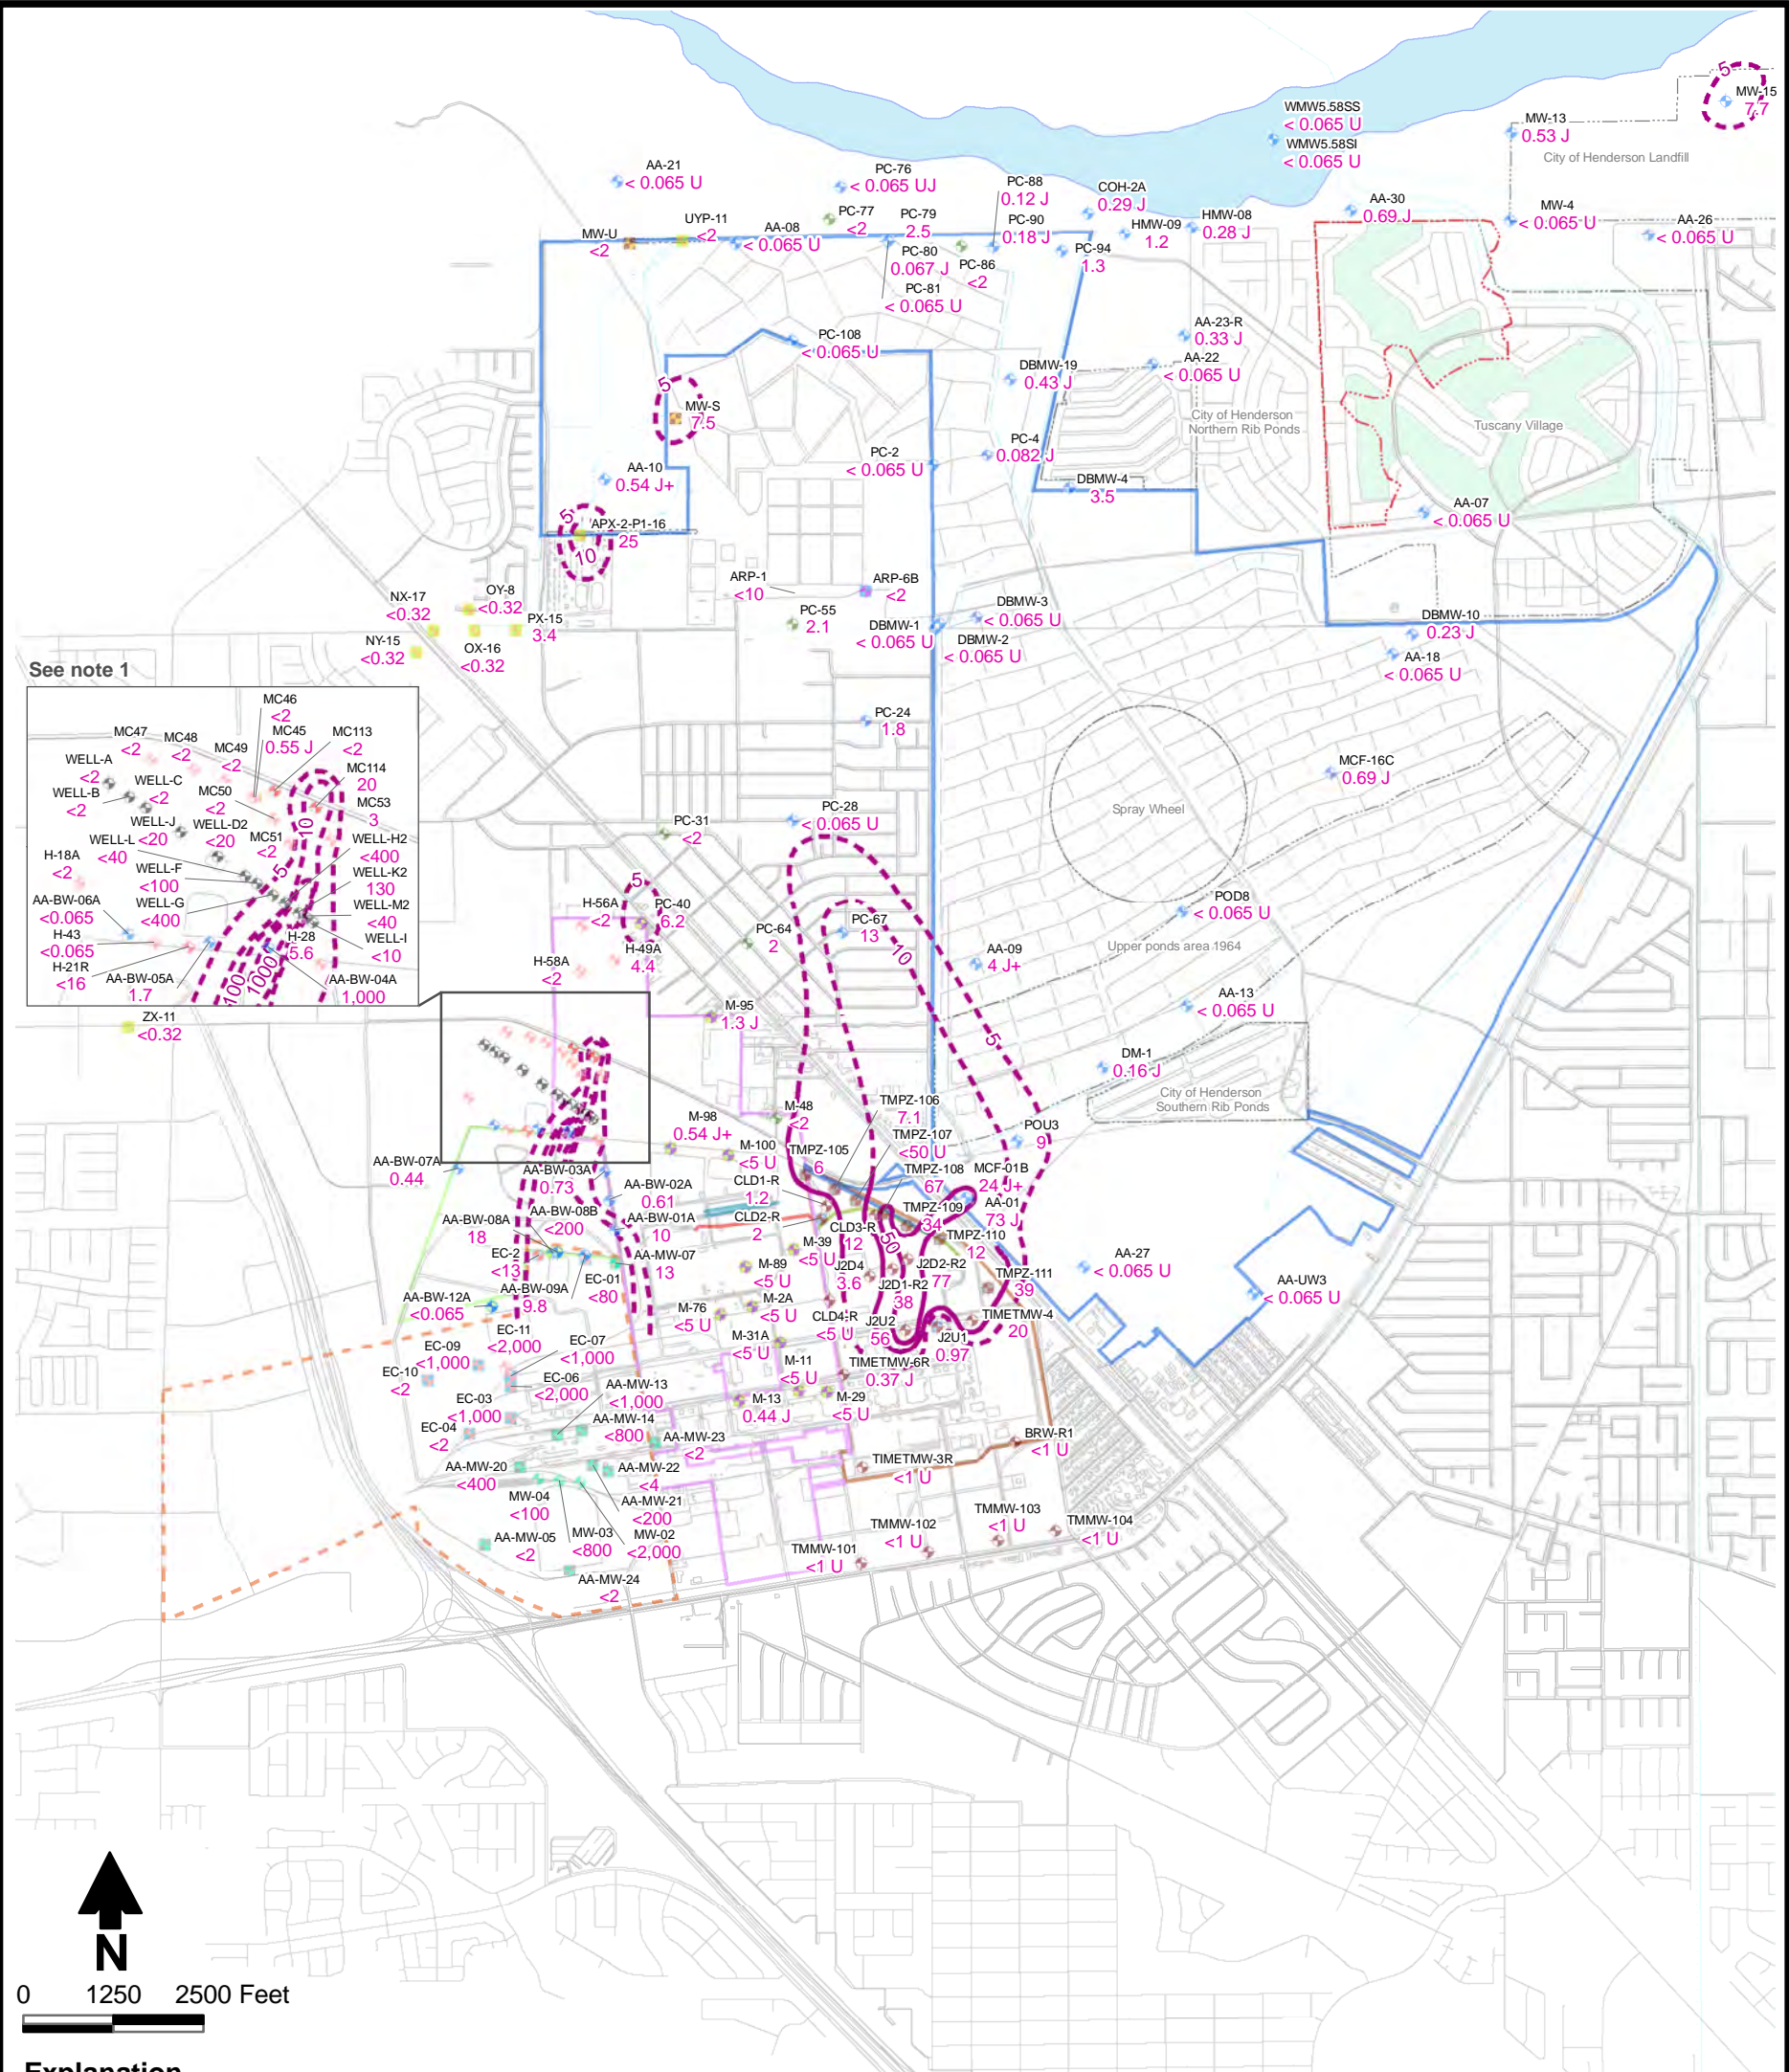 5
MW-15
7.7
WMW5.58SS
< 0.065 U
WMW5.58SI
< 0.065 U
MW-13
0.53 J
City of Henderson Landfill
AA-21
< 0.065 U
PC-76
< 0.065 UJ
PC-88
0.12 J
COH-2A
0.29 J
AA-30
0.69 J
MW-4
< 0.065 U
AA-26
< 0.065 U
MW-U
<2
UYP-11
<2
AA-08
< 0.065 U
PC-77
<2
PC-79
2.5
PC-80
0.067 J
PC-81
< 0.065 U
PC-90
0.18 J
PC-86
<2
PC-94
1.3
HMW-09
1.2
HMW-08
0.28 J
PC-108
< 0.065 U
AA-23-R
0.33 J
AA-22
< 0.065 U
DBMW-19
0.43 J
5
MW-S
7.5
City of Henderson
Northern Rib Ponds
Tuscany Village
PC-2
< 0.065 U
PC-4
0.082 J
AA-10
0.54 J+
DBMW-4
3.5
AA-07
< 0.065 U
5
APX-2-P1-16
25
10
NX-17
<0.32
OY-8
<0.32
PX-15
3.4
NY-15
<0.32
OX-16
<0.32
ARP-1
<10
ARP-6B
<2
PC-55
2.1
DBMW-1
< 0.065 U
DBMW-3
< 0.065 U
DBMW-2
< 0.065 U
DBMW-10
0.23 J
AA-18
< 0.065 U
See note 1
MC46
<2
MC47
<2
MC48
<2
MC49
<2
MC45
0.55 J
MC113
<2
MC114
20
WELL-A
<2
WELL-B
<2
WELL-C
<2
MC50
<2
MC53
3
10
WELL-J
<20
WELL-D2
<20
MC51
<2
WELL-L
<40
WELL-H2
<400
H-18A
<2
WELL-F
<100
5
WELL-K2
130
WELL-G
<400
WELL-M2
<40
AA-BW-06A
<0.065
H-43
<0.065
H-28
5.6
WELL-I
<10
H-21R
<16
AA-BW-05A
1.7
100
1000
AA-BW-04A
1,000
PC-24
1.8
MCF-16C
0.69 J
Spray Wheel
PC-31
<2
PC-28
< 0.065 U
5
H-56A
<2
PC-40
6.2
PC-64
2
PC-67
13
10
POD8
< 0.065 U
Upper ponds area 1964
H-58A
<2
H-49A
4.4
AA-09
4 J+
ZX-11
<0.32
M-95
1.3 J
AA-13
< 0.065 U
5
DM-1
0.16 J
City of Henderson
Southern Rib Ponds
M-98
0.54 J+
M-48
<2
M-100
<5 U
TMPZ-106
7.1
TMPZ-107
<50 U
TMPZ-105
6
POU3
9
AA-BW-07A
0.44
AA-BW-03A
0.73
AA-BW-02A
0.61
CLD1-R
1.2
TMPZ-108
67
MCF-01B
24 J+
AA-01
73 J
AA-BW-08A
18
AA-BW-08B
<200
AA-BW-01A
10
CLD2-R
2
CLD3-R
12
50
TMPZ-109
34
TMPZ-110
12
M-39
<5 U
EC-2
<13
AA-MW-07
13
M-89
<5 U
J2D4
3.6
J2D2-R2
77
TMPZ-111
39
AA-27
< 0.065 U
AA-BW-09A
9.8
EC-01
<80
M-2A
<5 U
J2D1-R2
38
AA-UW3
< 0.065 U
AA-BW-12A
<0.065
M-76
<5 U
CLD4-R
<5 U
J2U2
56
TIMETMW-4
20
EC-11
<2,000
M-31A
<5 U
J2U1
0.97
EC-09
<1,000
EC-07
<1,000
TIMETMW-6R
0.37 J
EC-10
<2
EC-06
<2,000
M-11
<5 U
EC-03
<1,000
AA-MW-13
<1,000
M-13
0.44 J
M-29
<5 U
EC-04
<2
AA-MW-14
<800
AA-MW-23
<2
BRW-R1
<1 U
AA-MW-20
<400
AA-MW-22
<4
TIMETMW-3R
<1 U
MW-04
<100
AA-MW-21
<200
TMMW-103
<1 U
AA-MW-05
<2
MW-03
<800
MW-02
<2,000
TMMW-102
<1 U
TMMW-104
<1 U
TMMW-101
<1 U
AA-MW-24
<2
N
0 1250 2500 Feet
Explanation